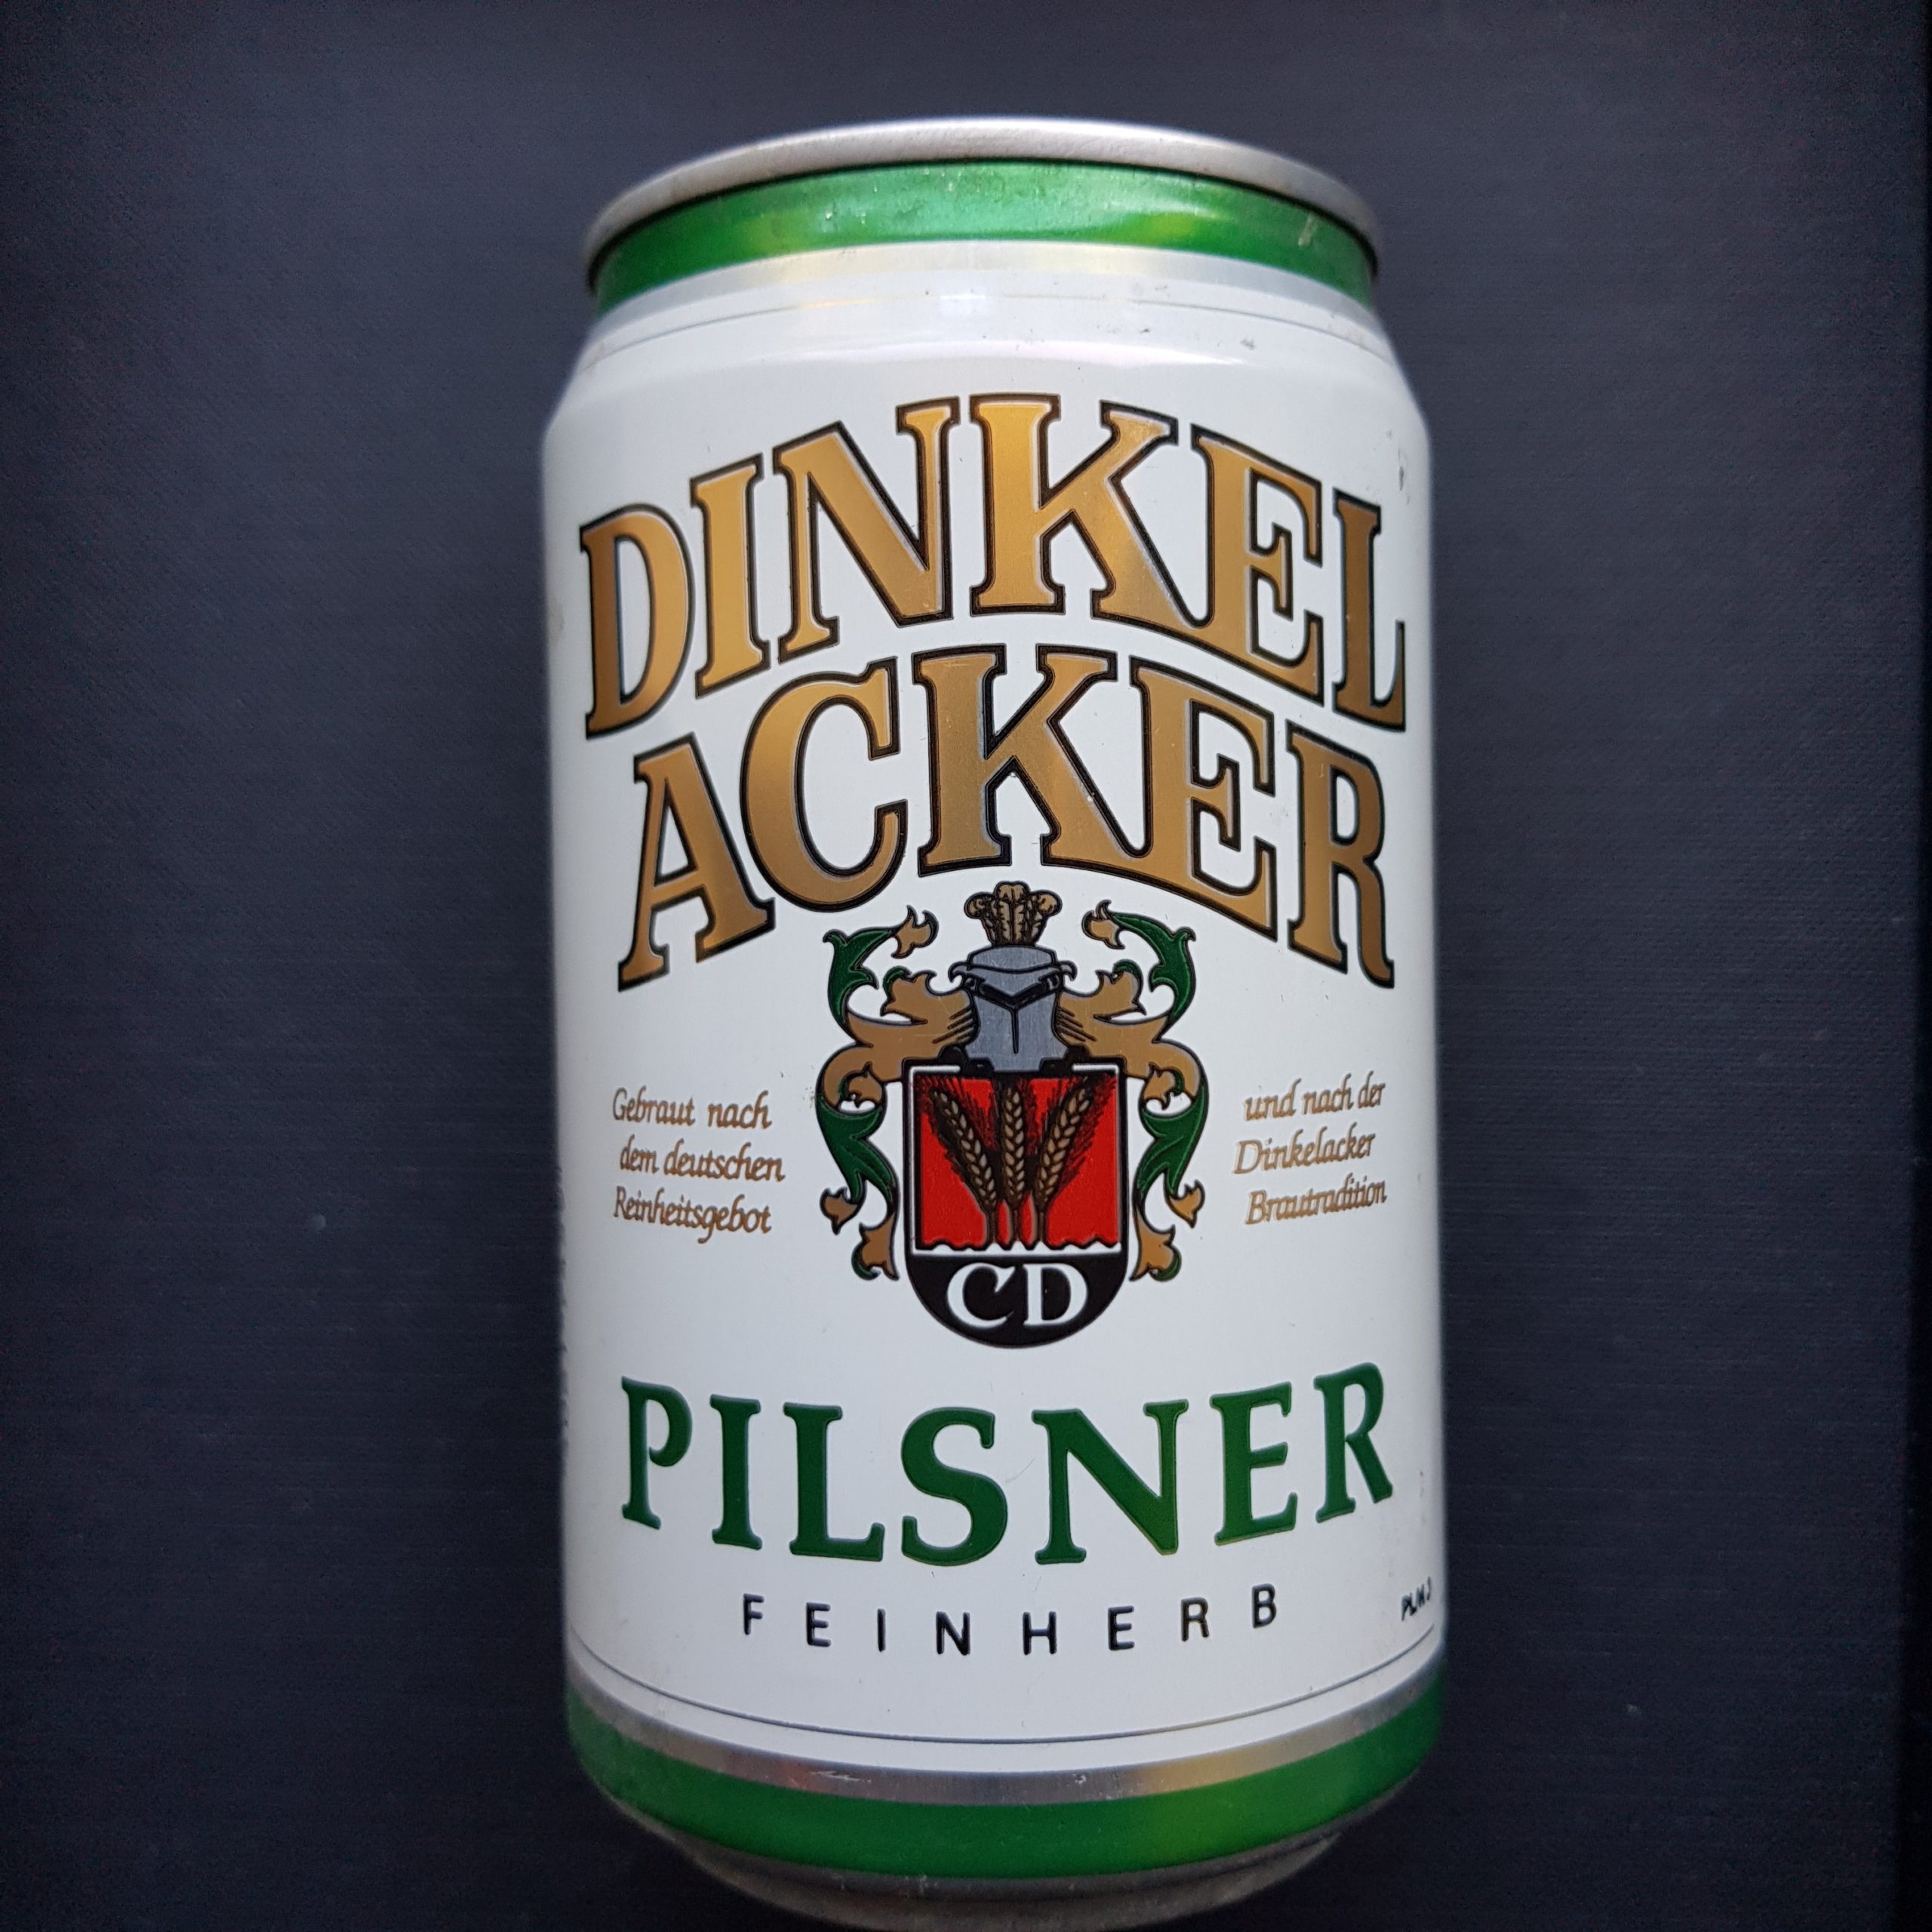 DINKEL
ACKER
Gebraut nach
dem deutschen
Reinheitsgebot
und nach der
Dinkelacker
Brautradition
CD
PILSNER
FEINHERB